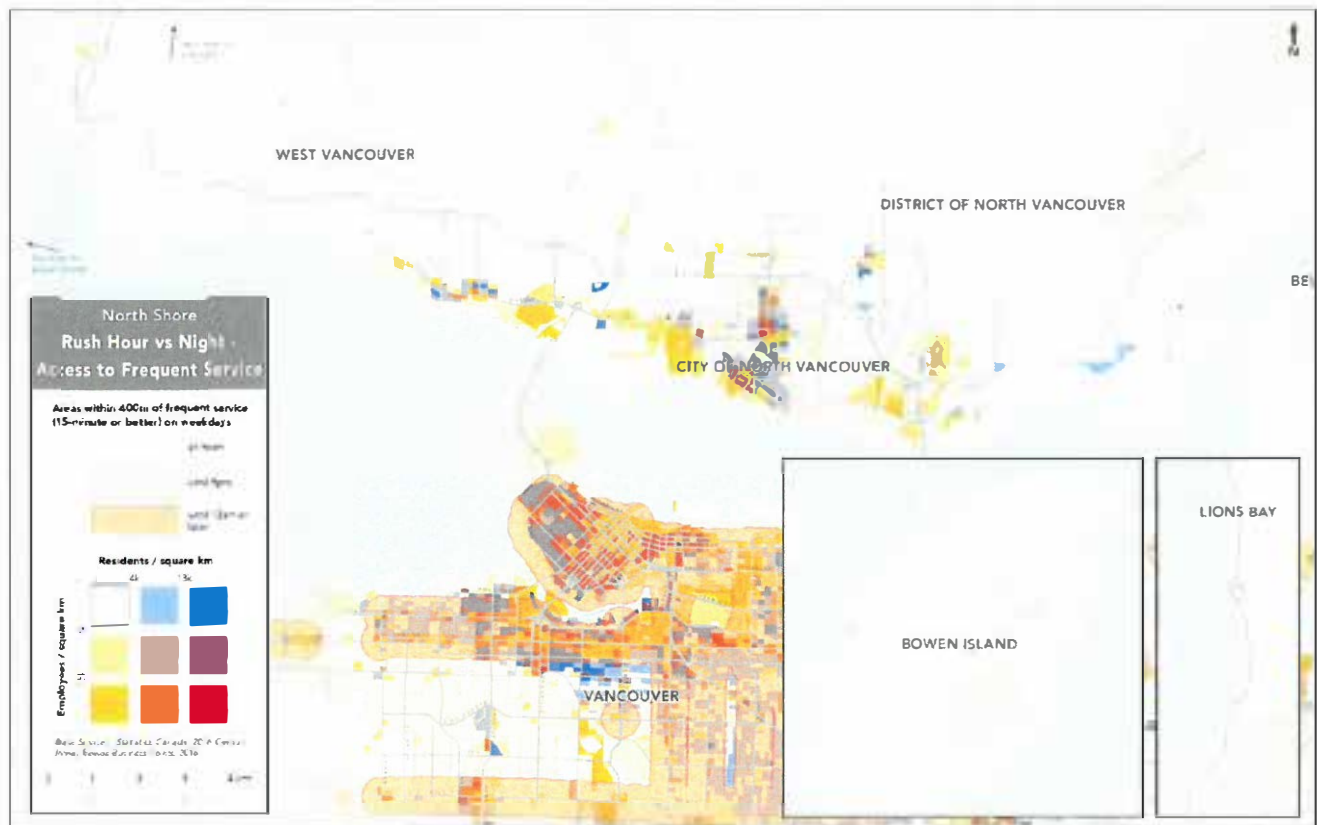 N
WEST VANCOUVER
DISTRICT OF NORTH VANCOUVER
BE
North Shore
Rush Hour vs Night -
Access to Frequent Service
CITY OF NORTH VANCOUVER
Areas within 400m of frequent service
(15-minute or better) on weekdays
LIONS BAY
Residents / square km
4k 13k
Employees / square km
BOWEN ISLAND
VANCOUVER